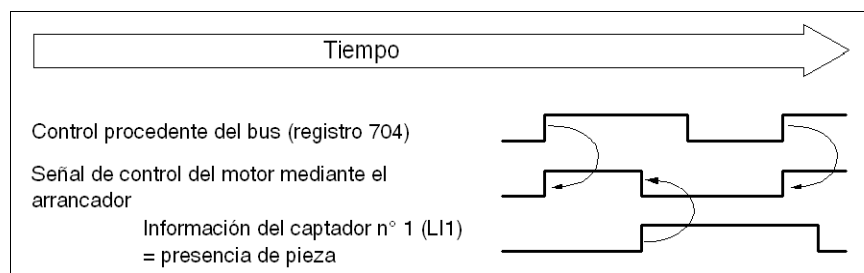 Tiempo
Control procedente del bus (registro 704)
Señal de control del motor mediante el
arrancador
Información del captador n° 1 (LI1)
= presencia de pieza